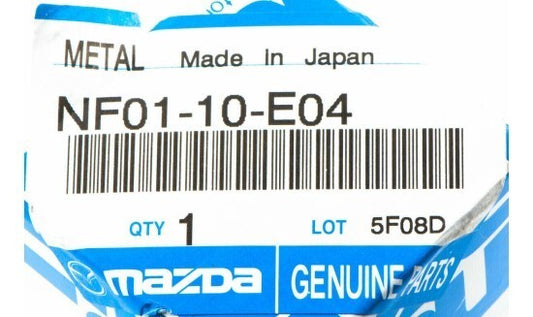 METAL Made In Japan
NF01-10-E04
QTY 1 LOT 5F08D
mazda GENUINE PARTS